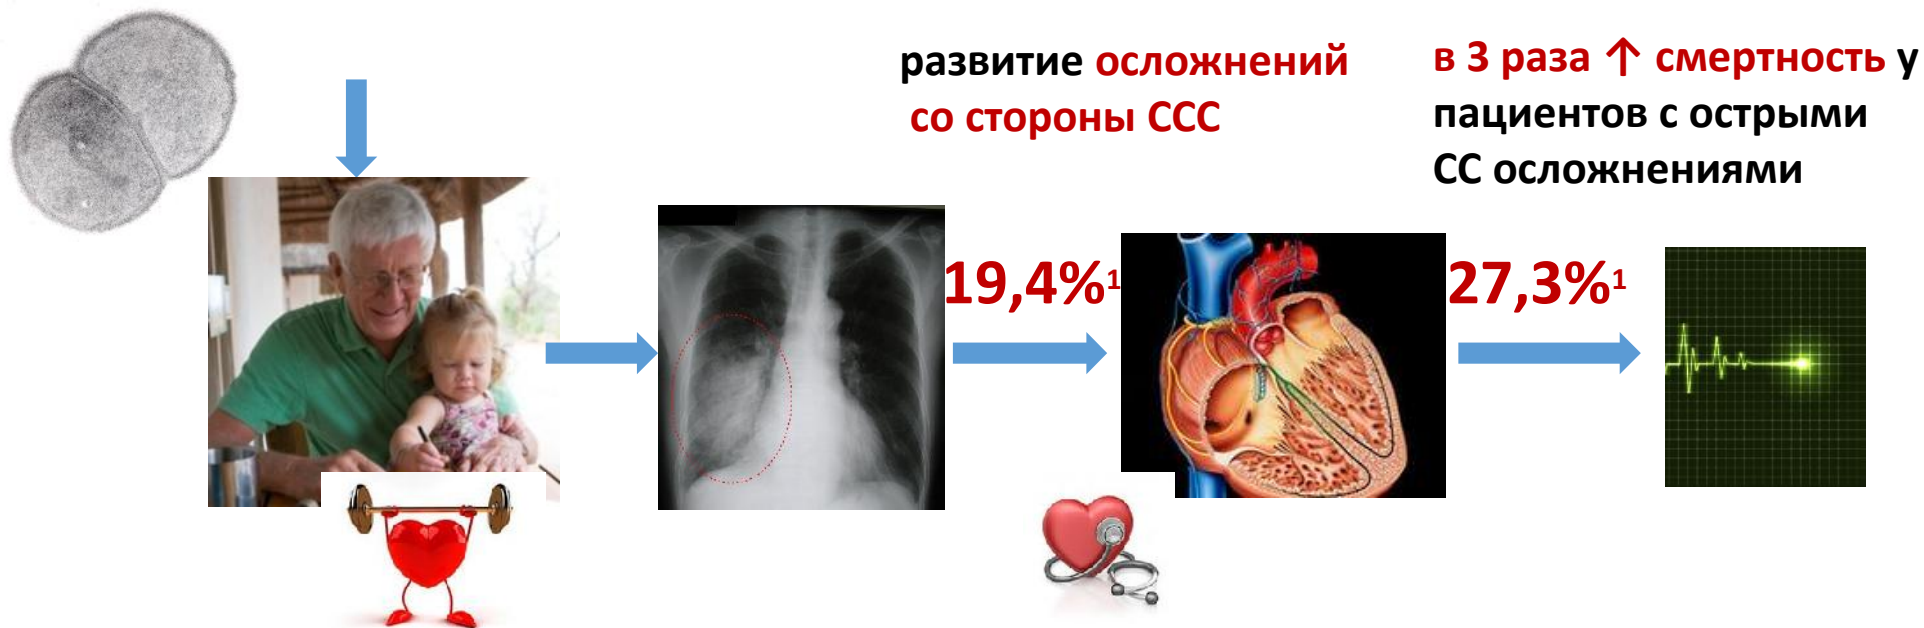 развитие осложнений
со стороны ССС
в 3 раза ↑ смертность у
пациентов с острыми
СС осложнениями
19,4%¹
27,3%¹